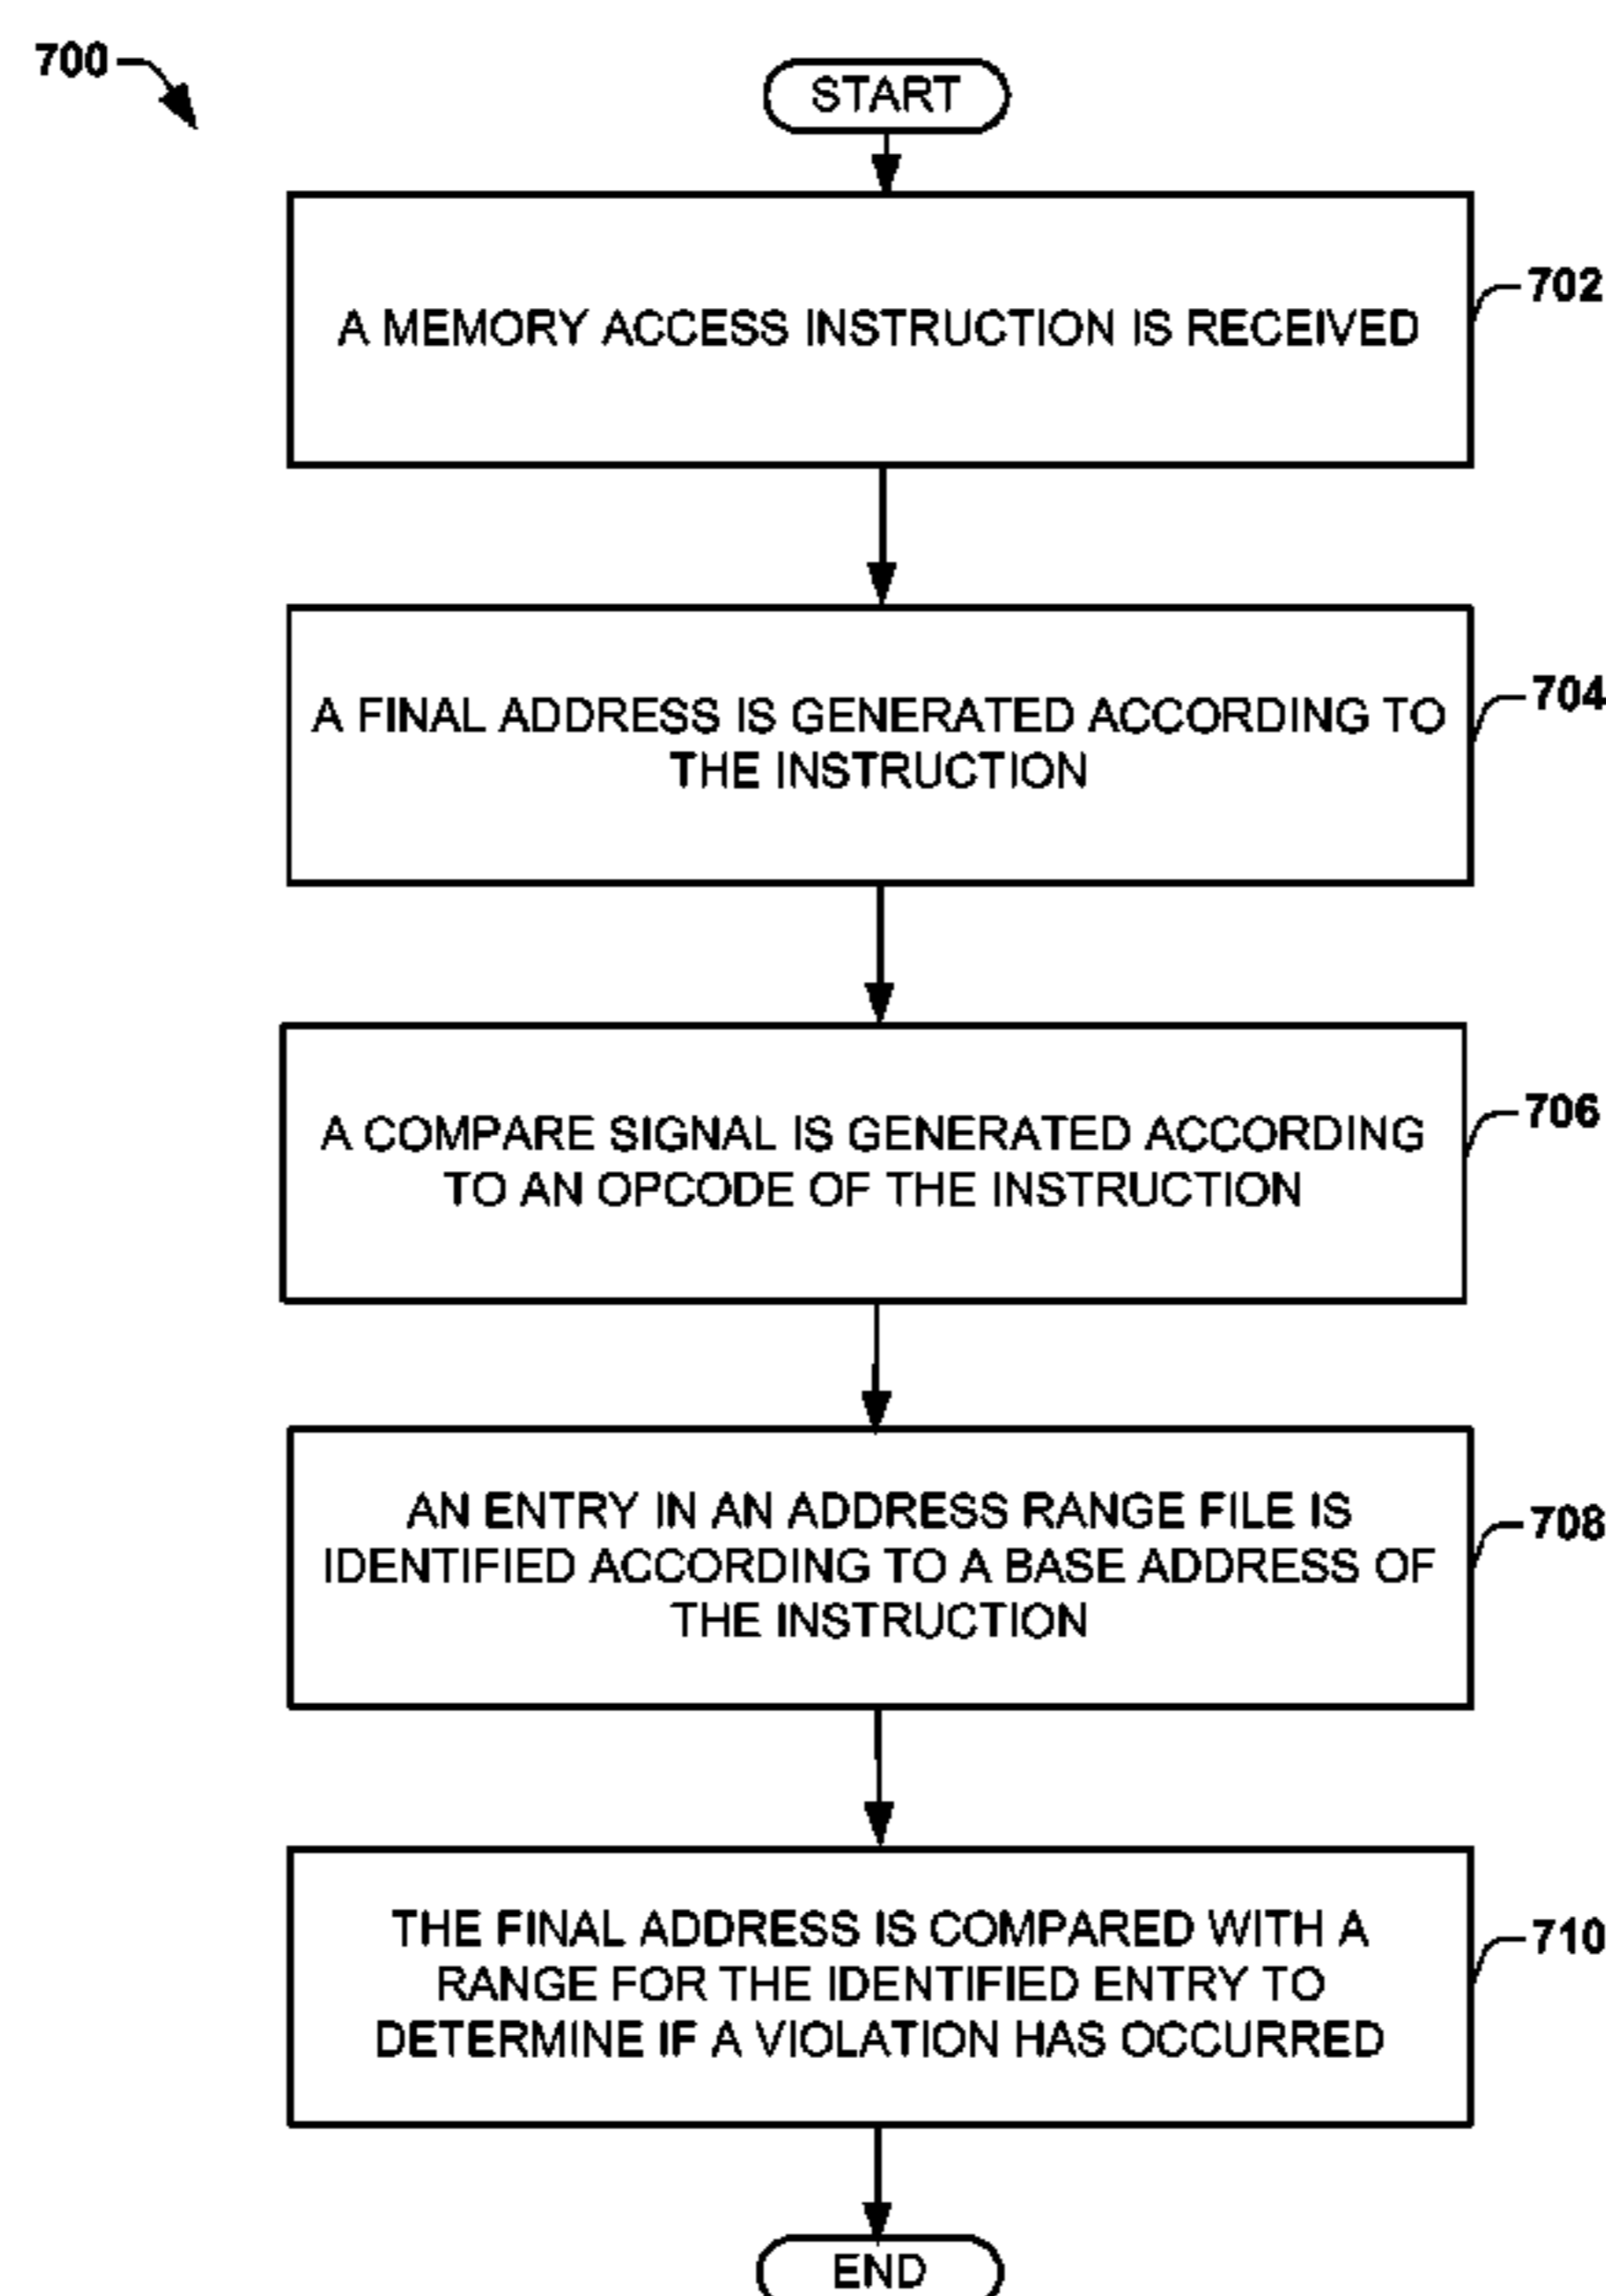 700
START
A MEMORY ACCESS INSTRUCTION IS RECEIVED
702
A FINAL ADDRESS IS GENERATED ACCORDING TO
THE INSTRUCTION
704
A COMPARE SIGNAL IS GENERATED ACCORDING
TO AN OPCODE OF THE INSTRUCTION
706
AN ENTRY IN AN ADDRESS RANGE FILE IS
IDENTIFIED ACCORDING TO A BASE ADDRESS OF
THE INSTRUCTION
708
THE FINAL ADDRESS IS COMPARED WITH A
RANGE FOR THE IDENTIFIED ENTRY TO
DETERMINE IF A VIOLATION HAS OCCURRED
710
END